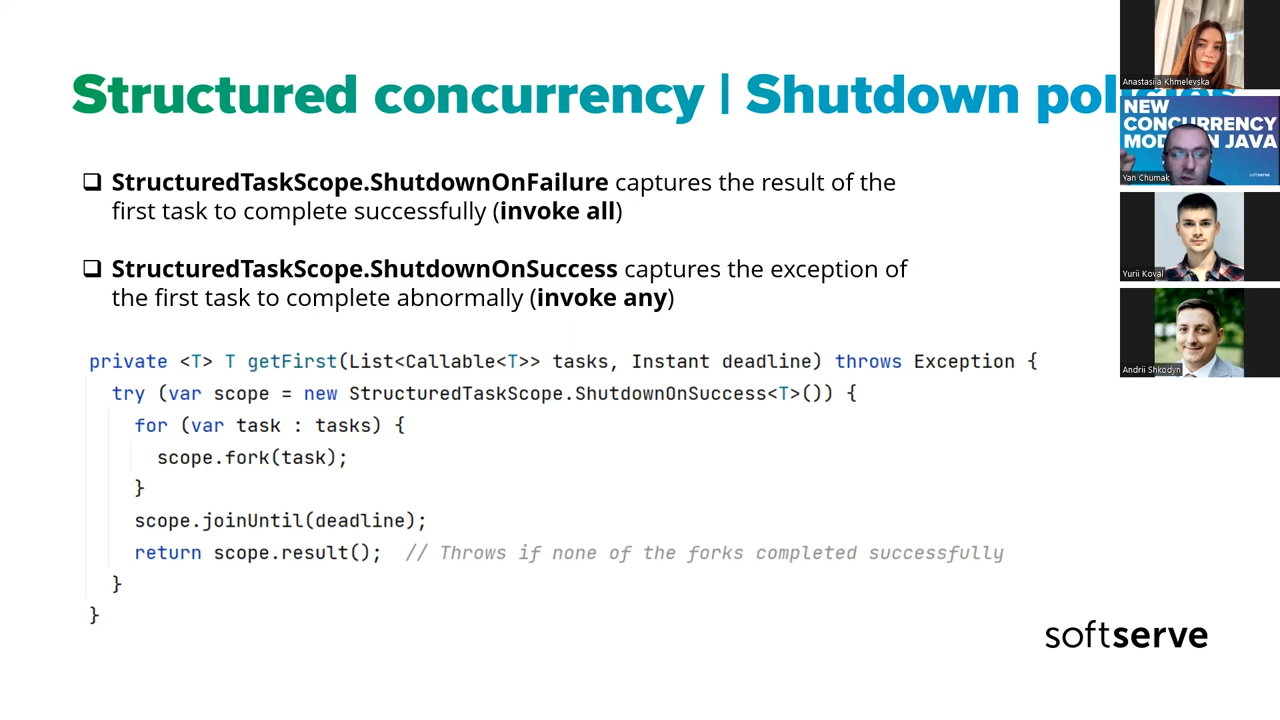 Structured concurrency | Shutdown policies
StructuredTaskScope.ShutdownOnFailure captures the result of the
first task to complete successfully (invoke all)
StructuredTaskScope.ShutdownOnSuccess captures the exception of
the first task to complete abnormally (invoke any)
private <T> T getFirst(List<Callable<T>> tasks, Instant deadline) throws Exception {
try (var scope = new StructuredTaskScope.ShutdownOnSuccess<T>()) {
for (var task : tasks) {
scope.fork(task);
}
scope.joinUntil(deadline);
return scope.result(); // Throws if none of the forks completed successfully
}
}
softserve
Anastasiia Khmelevska
NEW
CONCURRENCY
Yan Chumak
softserve
Yurii Koval
Andrii Shkodyn